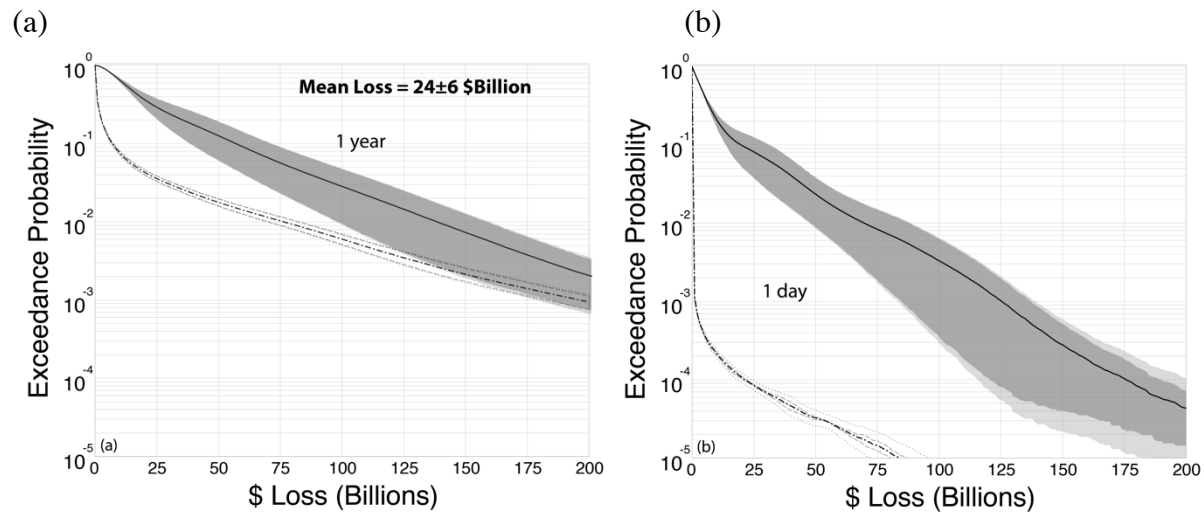 (a)
(b)
Exceedance Probability
10^0
10^-1
10^-2
10^-3
10^-4
10^-5
Mean Loss = 24±6 $Billion
1 year
(a)
0 25 50 75 100 125 150 175 200
$ Loss (Billions)
Exceedance Probability
10^0
10^-1
10^-2
10^-3
10^-4
10^-5
1 day
(b)
0 25 50 75 100 125 150 175 200
$ Loss (Billions)